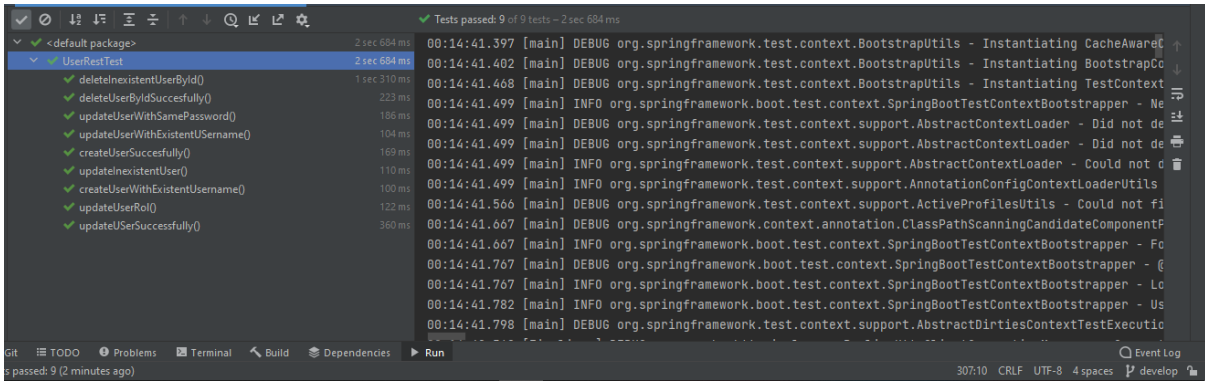 Tests passed: 9 of 9 tests – 2 sec 684 ms
<default package> 2 sec 684 ms
UserRestTest 2 sec 684 ms
deleteInexistentUserById() 1 sec 310 ms
deleteUserByIdSuccesfully() 223 ms
updateUserWithSamePassword() 186 ms
updateUserWithExistentUSername() 104 ms
createUserSuccesfully() 169 ms
updateInexistentUser() 110 ms
createUserWithExistentUsername() 100 ms
updateUserRol() 122 ms
updateUSerSuccessfully() 360 ms
00:14:41.397 [main] DEBUG org.springframework.test.context.BootstrapUtils - Instantiating CacheAwareC
00:14:41.402 [main] DEBUG org.springframework.test.context.BootstrapUtils - Instantiating BootstrapCo
00:14:41.468 [main] DEBUG org.springframework.test.context.BootstrapUtils - Instantiating TestContext
00:14:41.499 [main] INFO org.springframework.boot.test.context.SpringBootTestContextBootstrapper - Ne
00:14:41.499 [main] DEBUG org.springframework.test.context.support.AbstractContextLoader - Did not de
00:14:41.499 [main] DEBUG org.springframework.test.context.support.AbstractContextLoader - Did not de
00:14:41.499 [main] INFO org.springframework.test.context.support.AbstractContextLoader - Could not d
00:14:41.499 [main] INFO org.springframework.test.context.support.AnnotationConfigContextLoaderUtils
00:14:41.566 [main] DEBUG org.springframework.test.context.support.ActiveProfilesUtils - Could not fi
00:14:41.667 [main] DEBUG org.springframework.context.annotation.ClassPathScanningCandidateComponentP
00:14:41.667 [main] INFO org.springframework.boot.test.context.SpringBootTestContextBootstrapper - Fo
00:14:41.767 [main] DEBUG org.springframework.boot.test.context.SpringBootTestContextBootstrapper - @
00:14:41.767 [main] INFO org.springframework.boot.test.context.SpringBootTestContextBootstrapper - Lo
00:14:41.782 [main] INFO org.springframework.boot.test.context.SpringBootTestContextBootstrapper - Us
00:14:41.798 [main] DEBUG org.springframework.test.context.support.AbstractDirtiesContextTestExecutio
Git TODO Problems Terminal Build Dependencies Run Event Log
s passed: 9 (2 minutes ago) 307:10 CRLF UTF-8 4 spaces develop